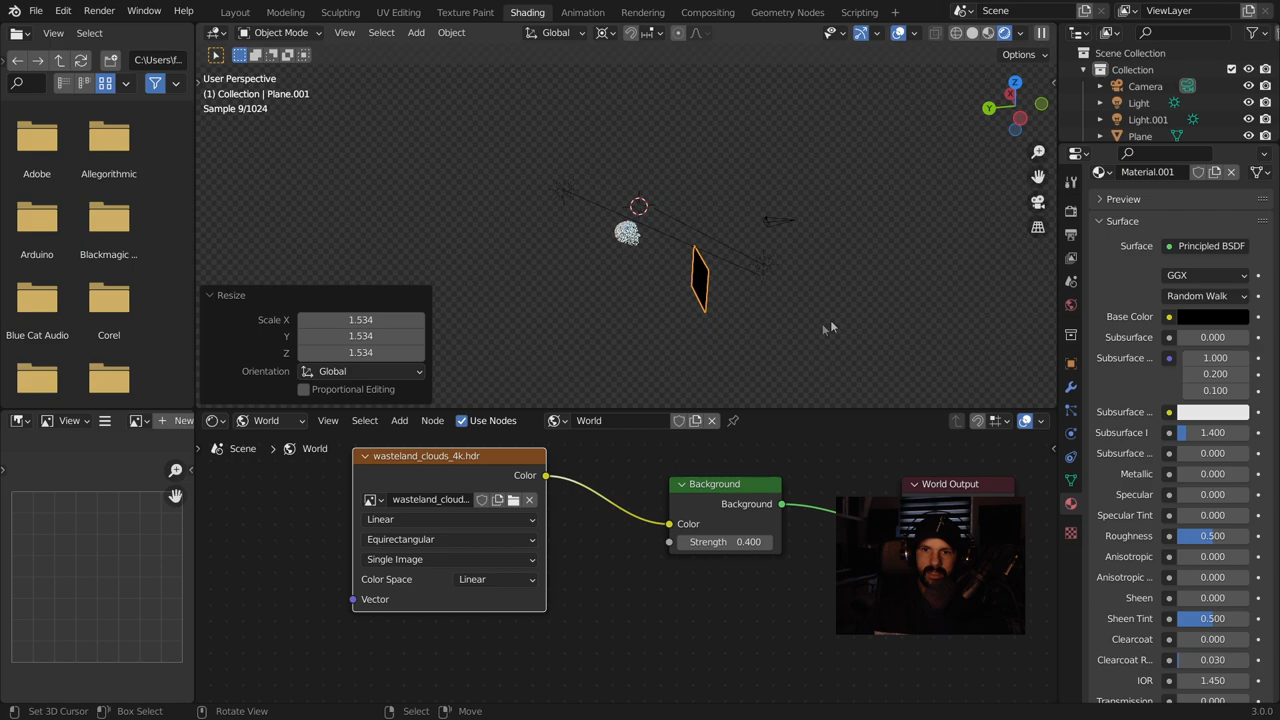 File Edit Render Window Help
Layout Modeling Sculpting UV Editing Texture Paint Shading Animation Rendering Compositing Geometry Nodes Scripting +
Scene
ViewLayer
View Select
C:\Users\f...
Adobe Allegorithmic
Arduino Blackmagic ...
Blue Cat Audio Corel
Object Mode View Select Add Object
Global
Options
User Perspective
(1) Collection | Plane.001
Sample 9/1024
Z
X
Y
Resize
Scale X 1.534
Y 1.534
Z 1.534
Orientation Global
Proportional Editing
Scene Collection
Collection
Camera
Light
Light.001
Plane
Material.001
Preview
Surface
Surface Principled BSDF
GGX
Random Walk
Base Color
Subsurface 0.000
Subsurface ... 1.000
0.200
0.100
Subsurface ...
Subsurface I 1.400
Subsurface ... 0.000
Metallic 0.000
Specular 0.000
Specular Tint 0.000
Roughness 0.500
Anisotropic 0.000
Anisotropic ... 0.000
Sheen 0.000
Sheen Tint 0.500
Clearcoat 0.000
Clearcoat R... 0.030
IOR 1.450
Transmission 0.000
View
New
World View Select Add Node Use Nodes World
Scene > World
wasteland_clouds_4k.hdr
Color
wasteland_cloud...
Linear
Equirectangular
Single Image
Color Space Linear
Vector
Background
Background
Color
Strength 0.400
World Output
Set 3D Cursor Box Select Rotate View Select Move
3.0.0